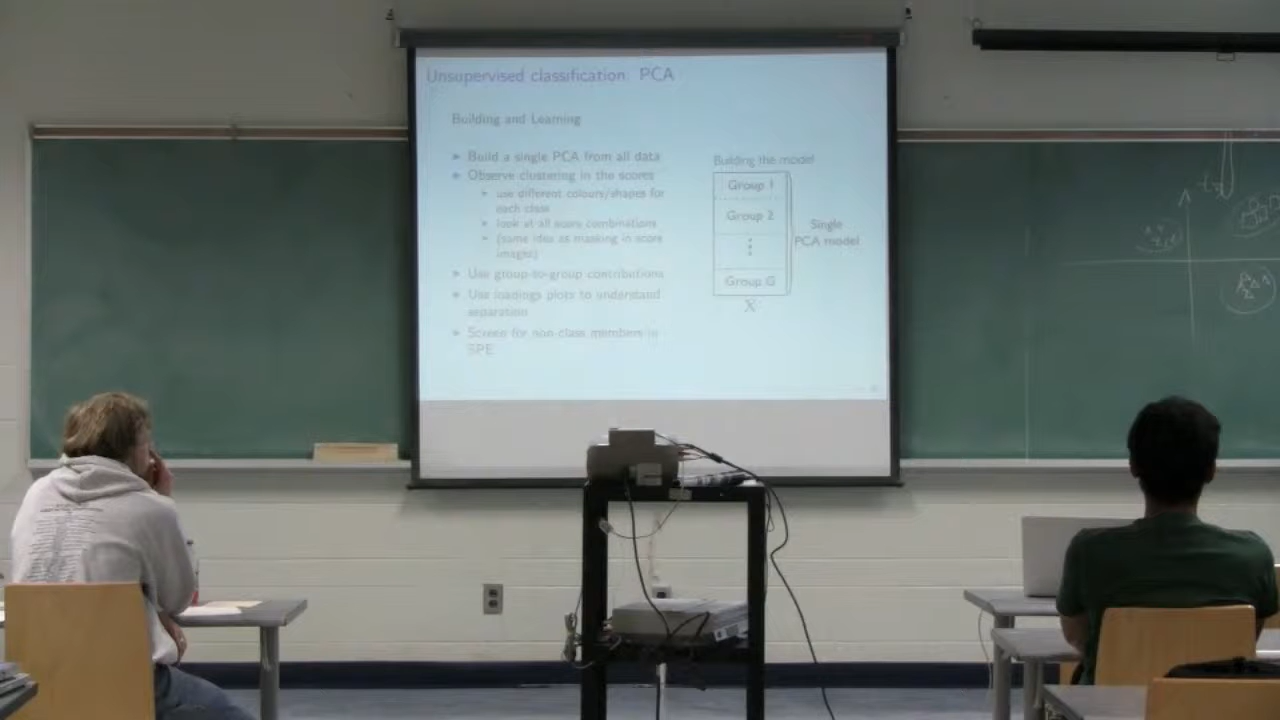 Unsupervised classification: PCA
Building and Learning
Build a single PCA from all data
Observe clustering in the scores
use different colours/shapes for
each class
look at all score combinations
(same idea as masking in score
images)
Use group-to-group contributions
Use loadings plots to understand
separation
Screen for non-class members in
SPE
Building the model
Group 1
Group 2
Group G
X
Single
PCA model